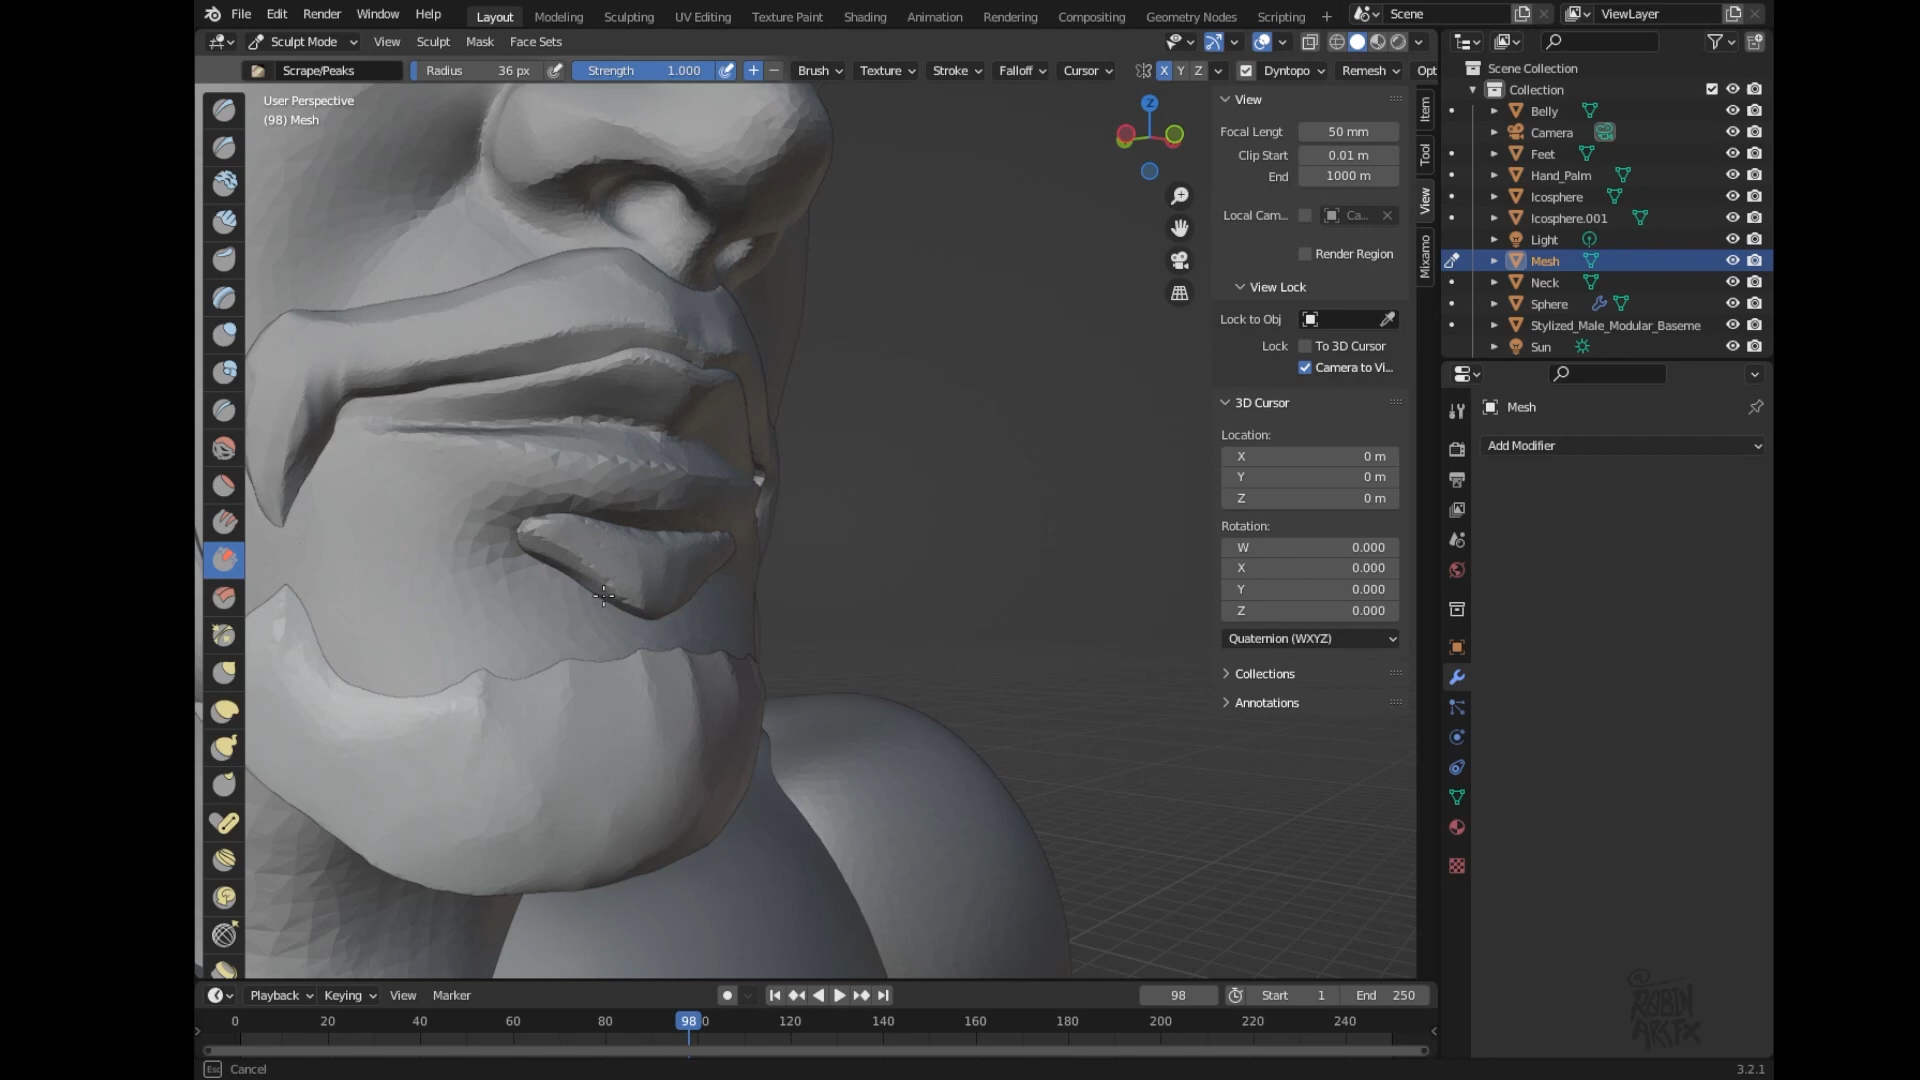 File Edit Render Window Help Layout Modeling Sculpting UV Editing Texture Paint Shading Animation Rendering Compositing Geometry Nodes Scripting + Scene ViewLayer
Sculpt Mode View Sculpt Mask Face Sets
Scrape/Peaks Radius 36 px Strength 1.000 + − Brush Texture Stroke Falloff Cursor X Y Z Dyntopo Remesh Opt
User Perspective
(98) Mesh
Z
View
Focal Lengt 50 mm
Clip Start 0.01 m
End 1000 m
Local Cam... Ca...
Render Region
View Lock
Lock to Obj
Lock To 3D Cursor
Camera to Vi...
3D Cursor
Location:
X 0 m
Y 0 m
Z 0 m
Rotation:
W 0.000
X 0.000
Y 0.000
Z 0.000
Quaternion (WXYZ)
Collections
Annotations
Item
Tool
View
Mixamo
Scene Collection
Collection
Belly
Camera
Feet
Hand_Palm
Icosphere
Icosphere.001
Light
Mesh
Neck
Sphere
Stylized_Male_Modular_Baseme
Sun
Mesh
Add Modifier
Playback Keying View Marker 98 Start 1 End 250
0 20 40 60 80 98 0 120 140 160 180 200 220 240
Esc Cancel 3.2.1
@
ROBIN
ARTX